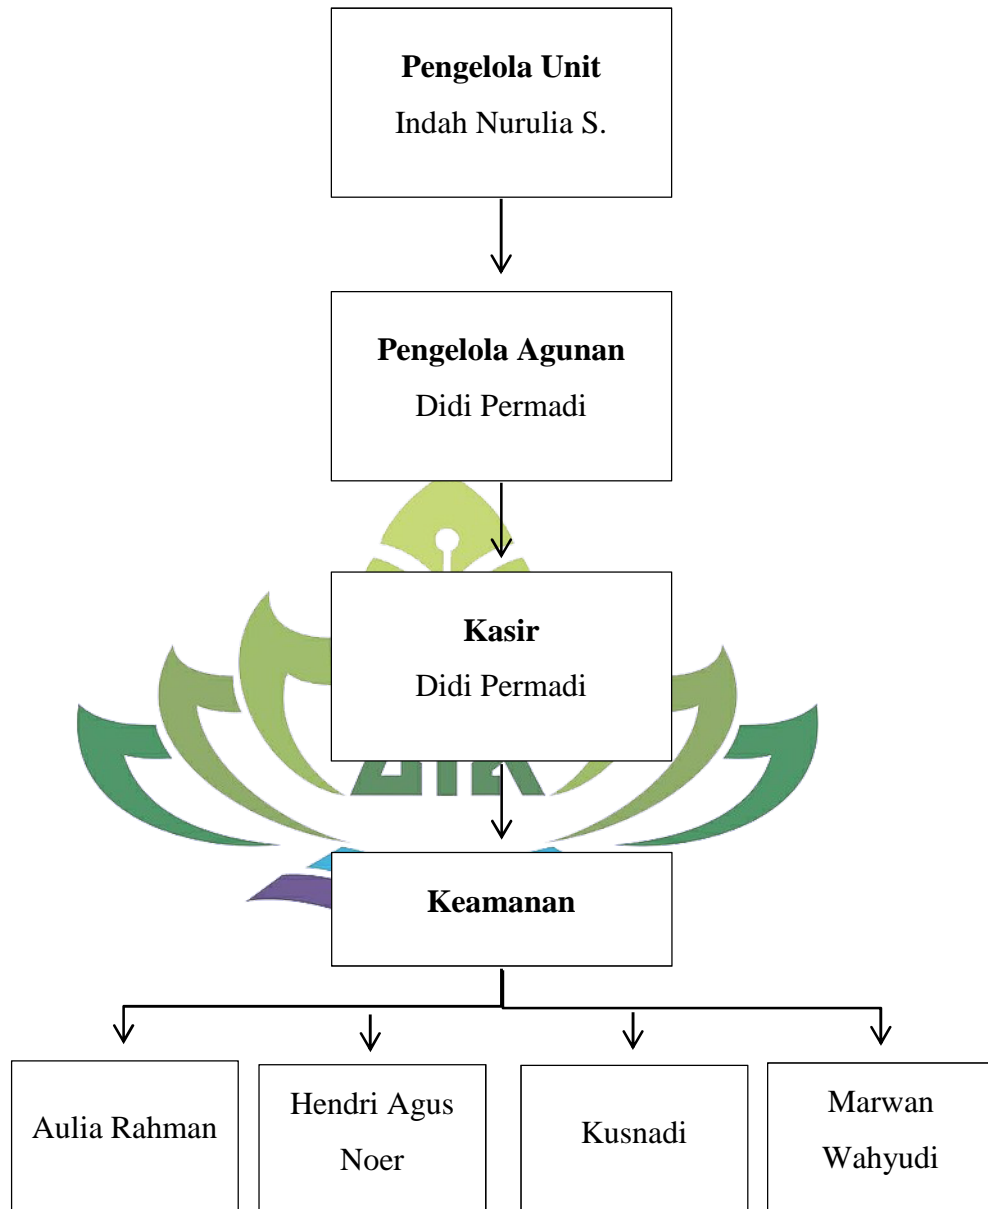 Pengelola Unit
Indah Nurulia S.
Pengelola Agunan
Didi Permadi
Kasir
Didi Permadi
Keamanan
Aulia Rahman
Hendri Agus
Noer
Kusnadi
Marwan
Wahyudi